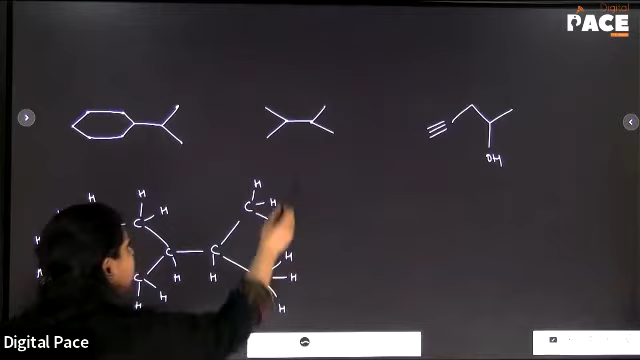 Digital
PACE
OH
H
H H H
H H
C C
H
C C
H H H
C
H H H H
Digital Pace